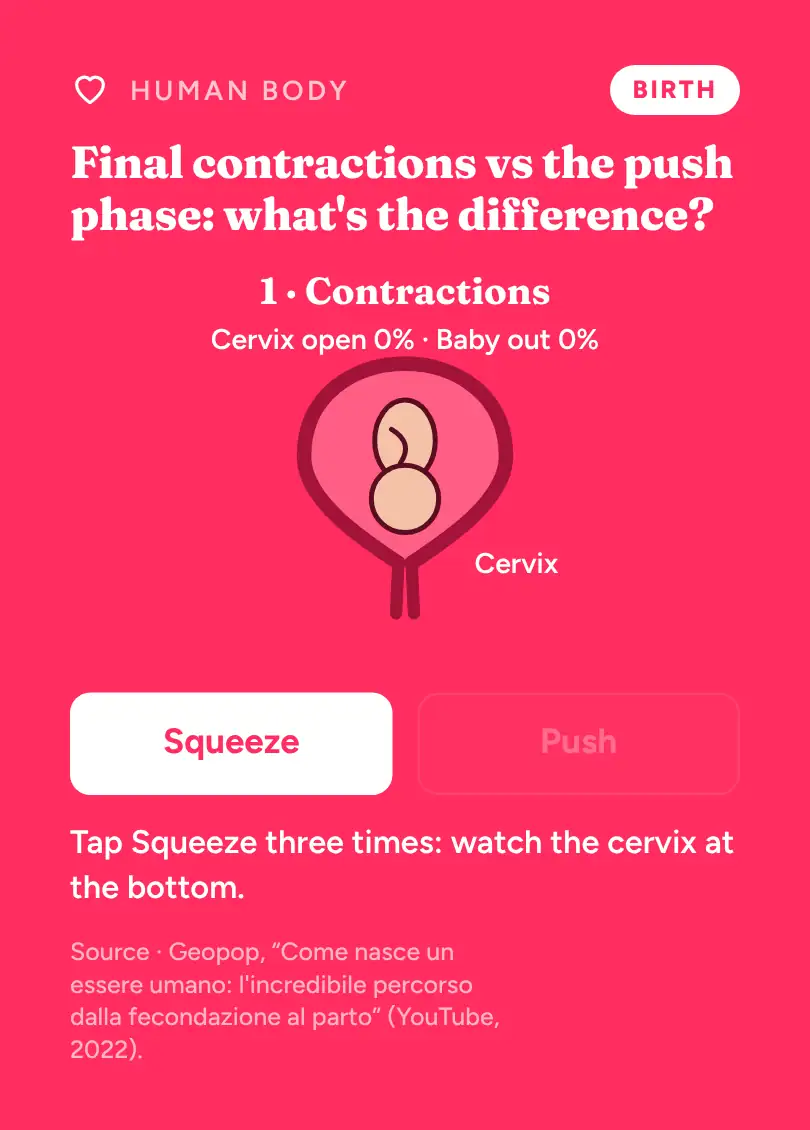 HUMAN BODY
BIRTH
Final contractions vs the push
phase: what's the difference?
1 · Contractions
Cervix open 0% · Baby out 0%
Cervix
Squeeze
Push
Tap Squeeze three times: watch the cervix at
the bottom.
Source · Geopop, “Come nasce un
essere umano: l'incredibile percorso
dalla fecondazione al parto” (YouTube,
2022).